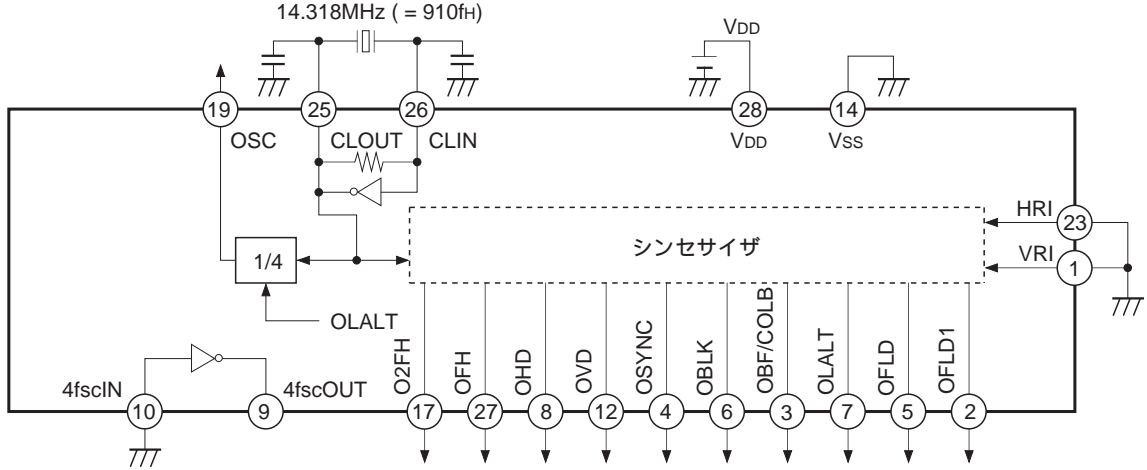 14.318MHz ( = 910fH)
VDD
19
25
26
28
14
OSC
CLOUT
CLIN
VDD
VSS
シンセサイザ
HRI
23
VRI
1
1/4
OLALT
4fscIN
4fscOUT
10
9
O2FH
OFH
OHD
OVD
OSYNC
OBLK
OBF/COLB
OLALT
OFLD
OFLD1
17
27
8
12
4
6
3
7
5
2